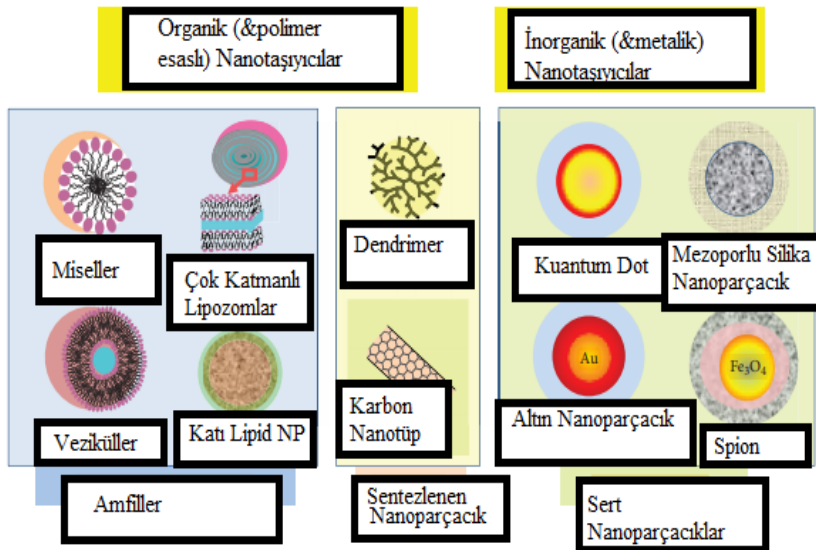 Organik (&polimer
esaslı) Nanotaşıyıcılar
İnorganik (&metalik)
Nanotaşıyıcılar
Miseller
Çok Katmanlı
Lipozomlar
Dendrimer
Kuantum Dot
Mezoporlu Silika
Nanoparçacık
Veziküller
Katı Lipid NP
Karbon
Nanotüp
Au
Altın Nanoparçacık
Fe₃O₄
Spion
Amfiller
Sentezlenen
Nanoparçacık
Sert
Nanoparçacıklar